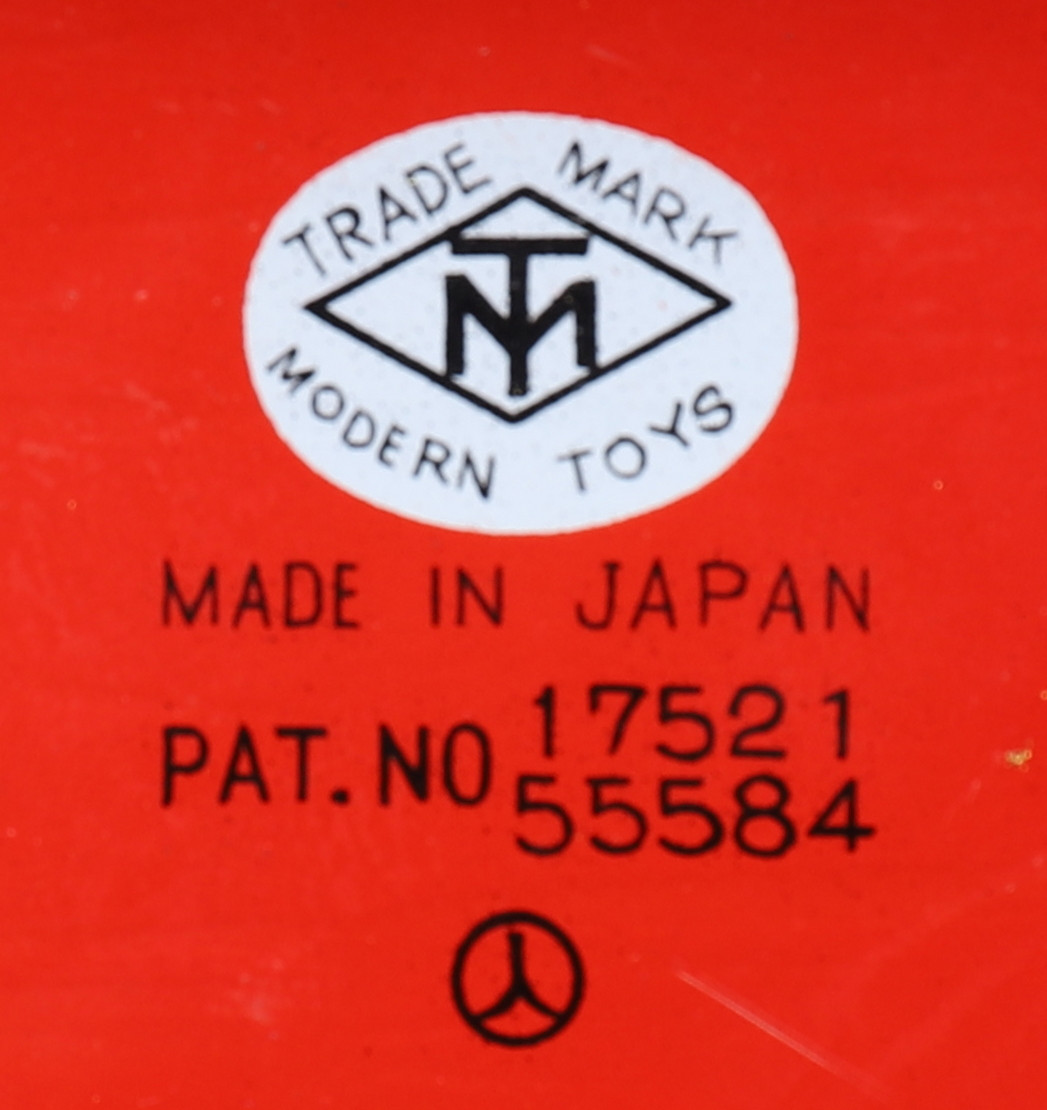 TRADE MARK
TM
MODERN TOYS
MADE IN JAPAN
PAT.NO 17521
55584